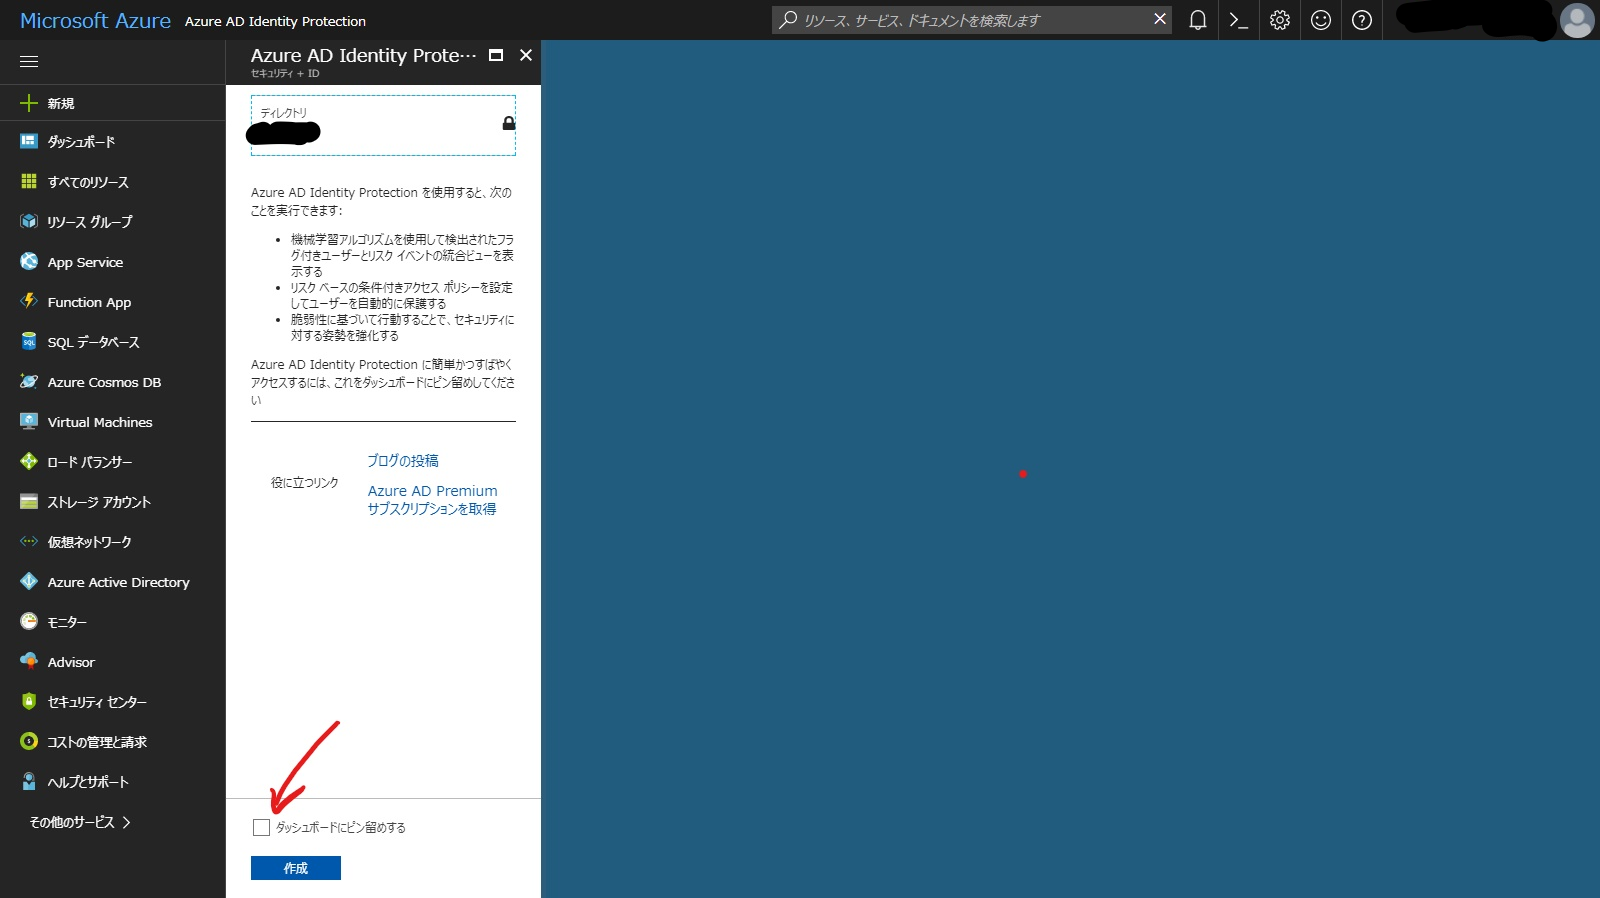 Microsoft Azure Azure AD Identity Protection
リソース、サービス、ドキュメントを検索します
新規
ダッシュボード
すべてのリソース
リソース グループ
App Service
Function App
SQL データベース
Azure Cosmos DB
Virtual Machines
ロード バランサー
ストレージ アカウント
仮想ネットワーク
Azure Active Directory
モニター
Advisor
セキュリティ センター
コストの管理と請求
ヘルプとサポート
その他のサービス
Azure AD Identity Prote…
セキュリティ + ID
ディレクトリ
Azure AD Identity Protection を使用すると、次の
ことを実行できます:
• 機械学習アルゴリズムを使用して検出されたフラ
グ付きユーザーとリスク イベントの統合ビューを表
示する
• リスク ベースの条件付きアクセス ポリシーを設定
してユーザーを自動的に保護する
• 脆弱性に基づいて行動することで、セキュリティに
対する姿勢を強化する
Azure AD Identity Protection に簡単かつすばやく
アクセスするには、これをダッシュボードにピン留めしてくださ
い
役に立つリンク
ブログの投稿
Azure AD Premium
サブスクリプションを取得
ダッシュボードにピン留めする
作成